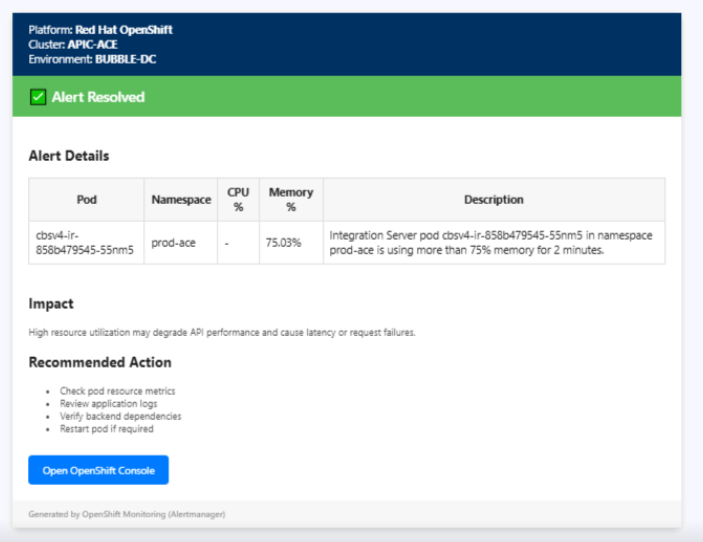 Platform: Red Hat OpenShift
Cluster: APIC-ACE
Environment: BUBBLE-DC
Alert Resolved
Alert Details
Pod Namespace CPU % Memory % Description
cbsv4-ir-858b479545-55nm5 prod-ace - 75.03% Integration Server pod cbsv4-ir-858b479545-55nm5 in namespace
prod-ace is using more than 75% memory for 2 minutes.
Impact
High resource utilization may degrade API performance and cause latency or request failures.
Recommended Action
• Check pod resource metrics
• Review application logs
• Verify backend dependencies
• Restart pod if required
Open OpenShift Console
Generated by OpenShift Monitoring (Alertmanager)